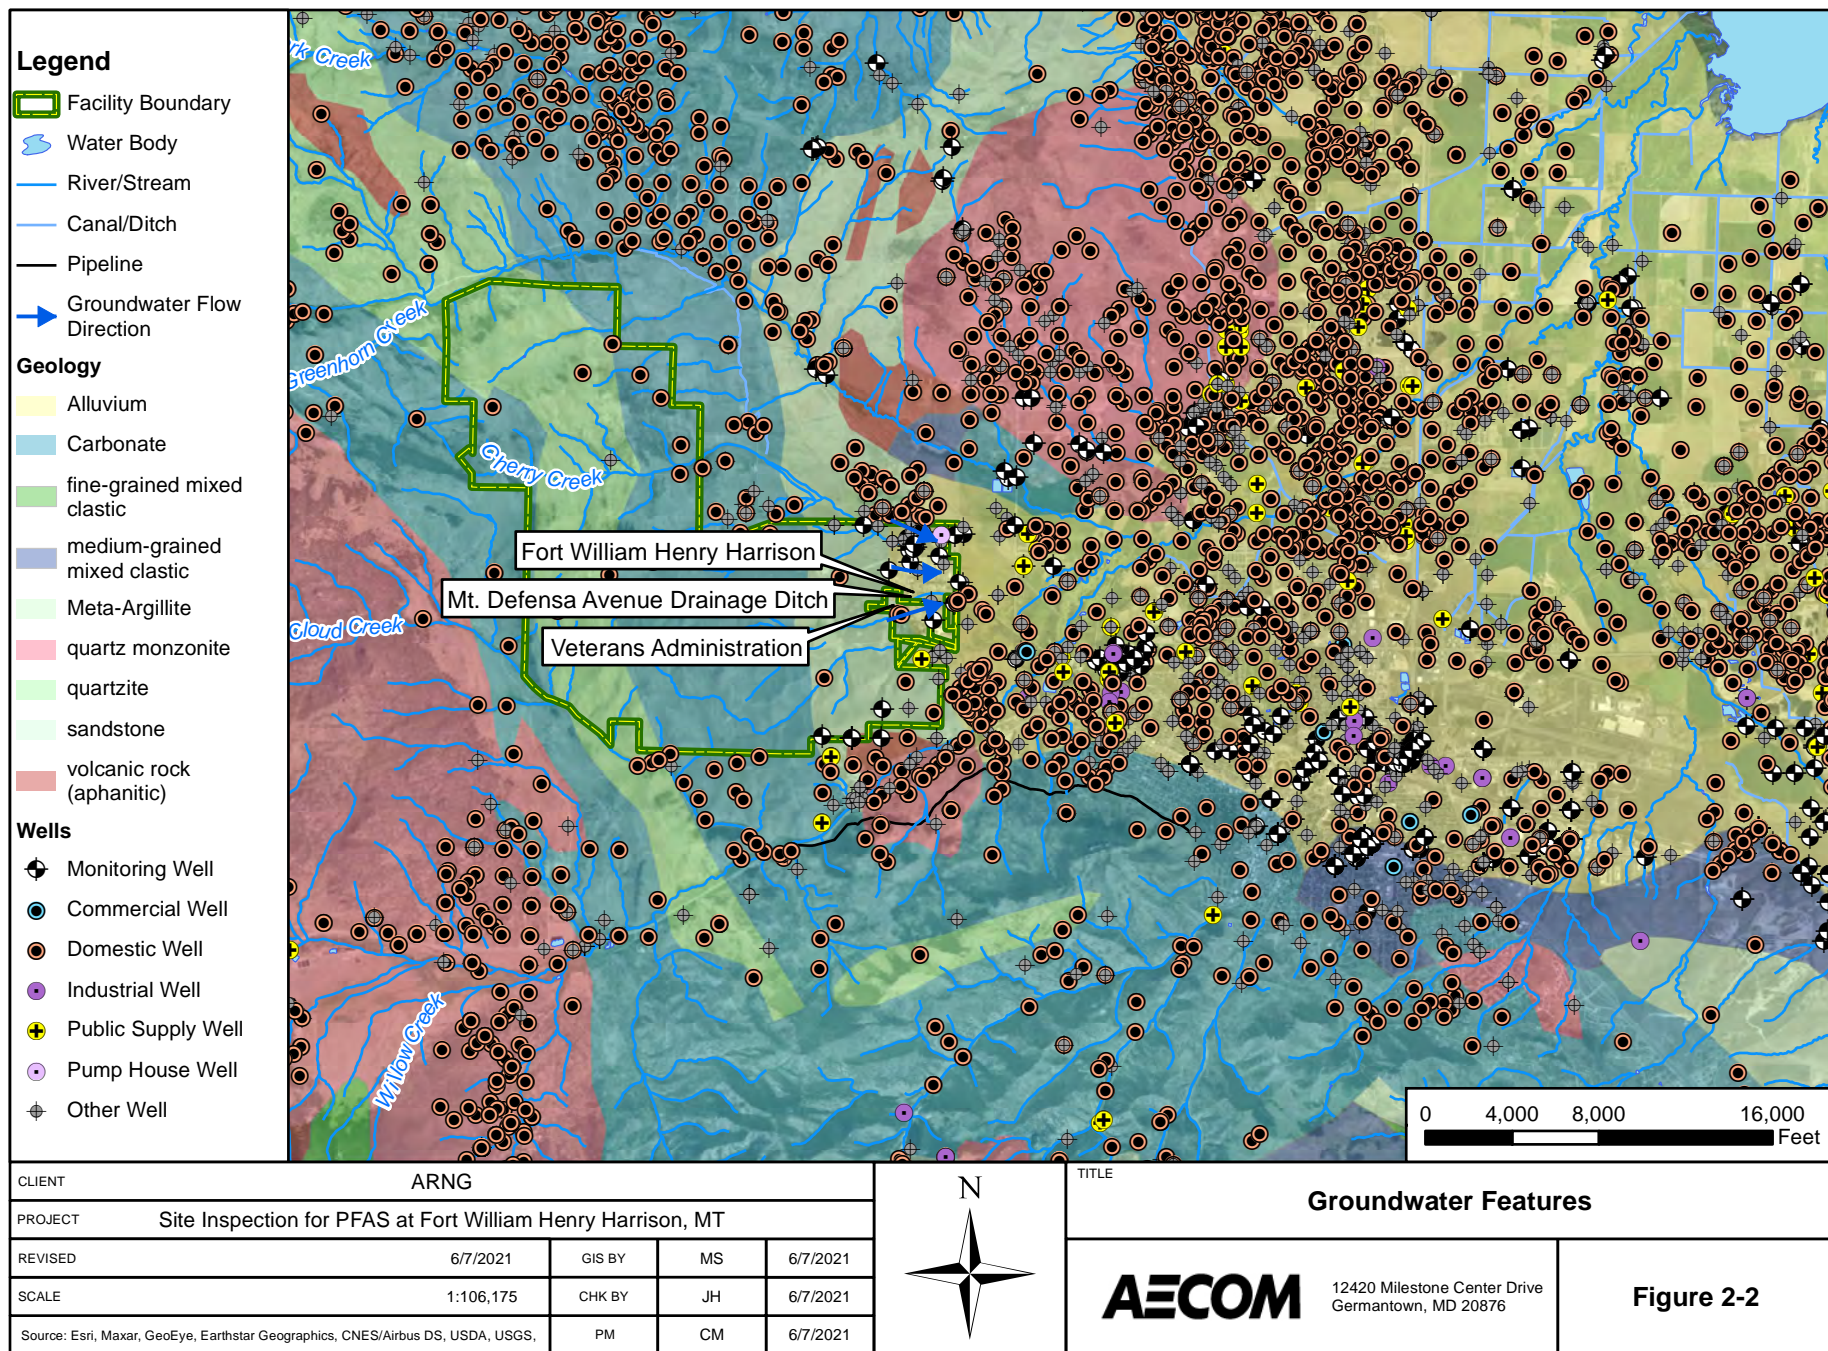 Legend
Facility Boundary
Water Body
River/Stream
Canal/Ditch
Pipeline
Groundwater Flow
Direction
Geology
Alluvium
Carbonate
fine-grained mixed
clastic
medium-grained
mixed clastic
Meta-Argillite
quartz monzonite
quartzite
sandstone
volcanic rock
(aphanitic)
Wells
Monitoring Well
Commercial Well
Domestic Well
Industrial Well
Public Supply Well
Pump House Well
Other Well
rk Creek
Greenhorn Creek
Cherry Creek
Fort William Henry Harrison
Mt. Defensa Avenue Drainage Ditch
Veterans Administration
Cloud Creek
Willow Creek
0 4,000 8,000 16,000
Feet
CLIENT ARNG
PROJECT Site Inspection for PFAS at Fort William Henry Harrison, MT
REVISED 6/7/2021 GIS BY MS 6/7/2021
SCALE 1:106,175 CHK BY JH 6/7/2021
Source: Esri, Maxar, GeoEye, Earthstar Geographics, CNES/Airbus DS, USDA, USGS, PM CM 6/7/2021
N
TITLE
Groundwater Features
AECOM
12420 Milestone Center Drive
Germantown, MD 20876
Figure 2-2